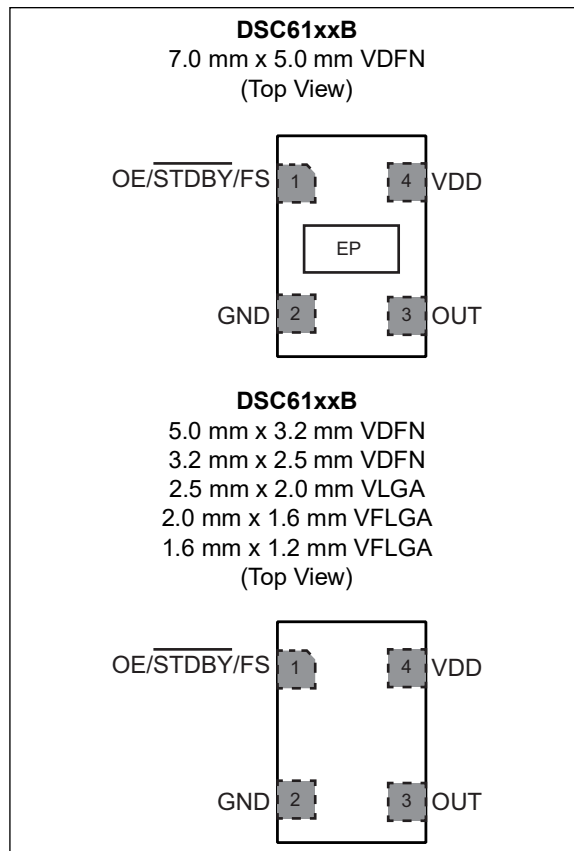 DSC61xxB
7.0 mm x 5.0 mm VDFN
(Top View)
OE/STDBY/FS 1 4 VDD
EP
GND 2 3 OUT
DSC61xxB
5.0 mm x 3.2 mm VDFN
3.2 mm x 2.5 mm VDFN
2.5 mm x 2.0 mm VLGA
2.0 mm x 1.6 mm VFLGA
1.6 mm x 1.2 mm VFLGA
(Top View)
OE/STDBY/FS 1 4 VDD
GND 2 3 OUT